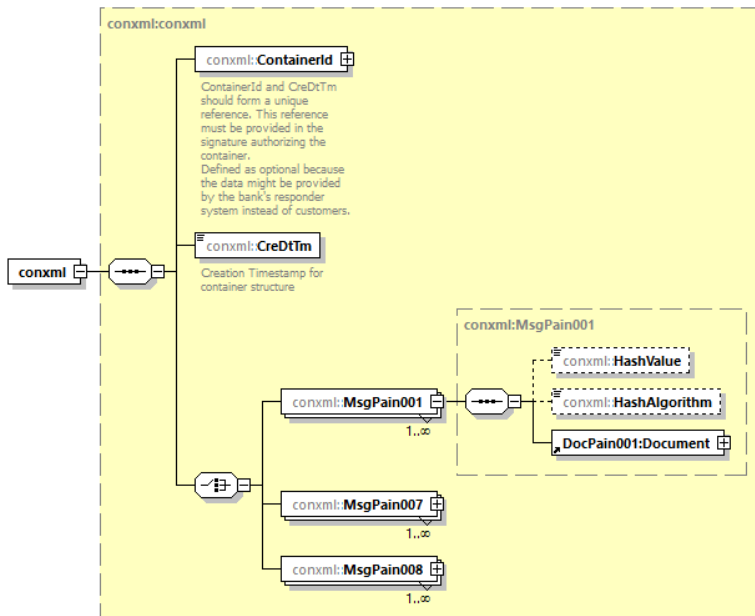 conxml:conxml
conxml::ContainerId
ContainerId and CreDtTm
should form a unique
reference. This reference
must be provided in the
signature authorizing the
container.
Defined as optional because
the data might be provided
by the bank's responder
system instead of customers.
conxml::CreDtTm
Creation Timestamp for
container structure
conxml
conxml:MsgPain001
conxml::HashValue
conxml::MsgPain001
1..∞
conxml::HashAlgorithm
DocPain001:Document
conxml::MsgPain007
1..∞
conxml::MsgPain008
1..∞